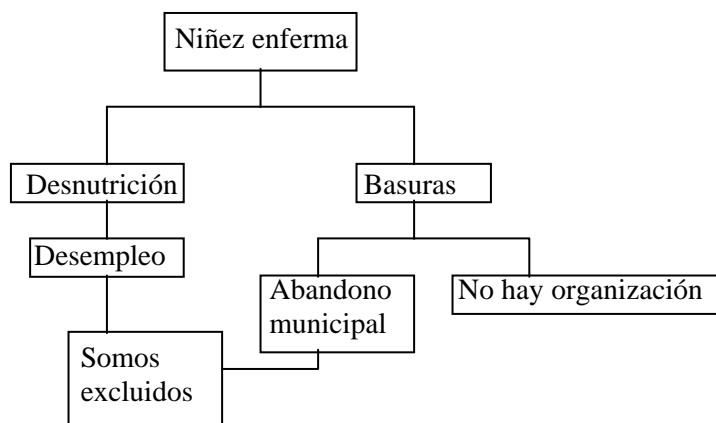 Niñez enferma
Desnutrición
Basuras
Desempleo
Abandono
municipal
No hay organización
Somos
excluidos